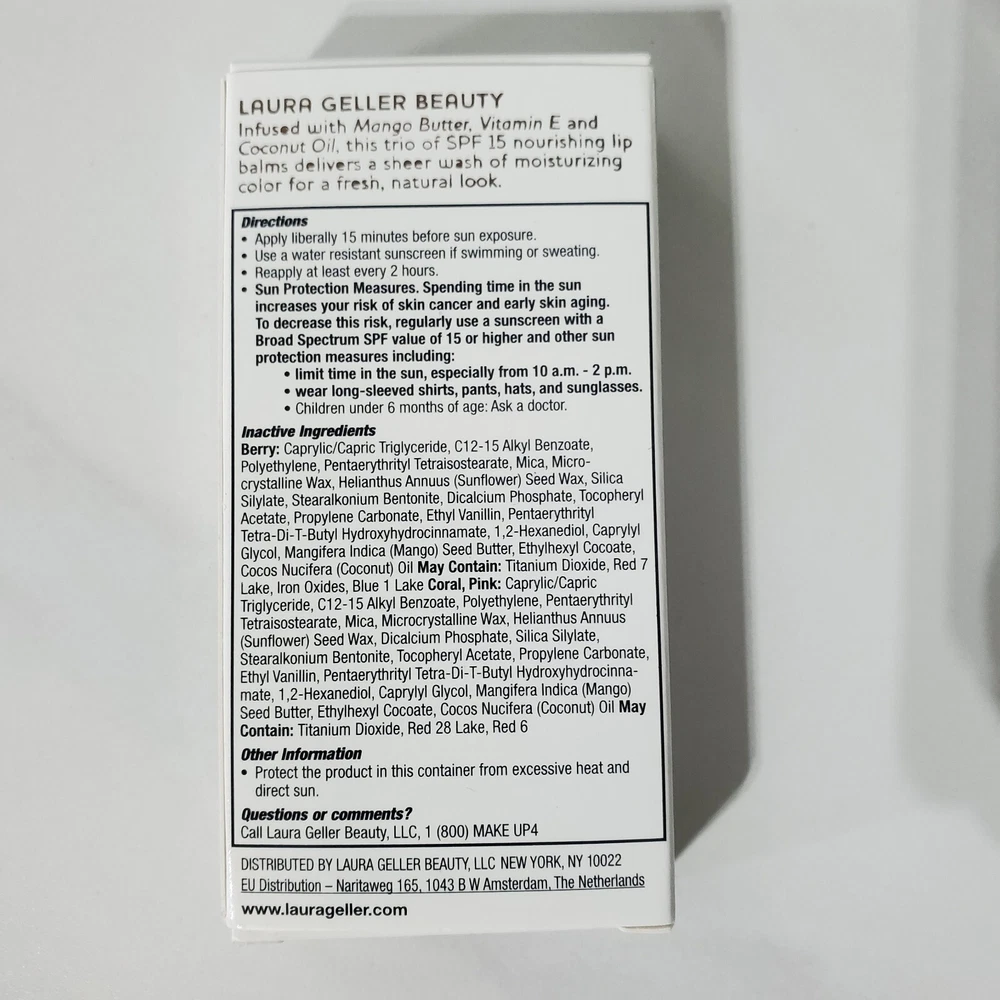 LAURA GELLER BEAUTY
Infused with Mango Butter, Vitamin E and
Coconut Oil, this trio of SPF 15 nourishing lip
balms delivers a sheer wash of moisturizing
color for a fresh, natural look.
Directions
• Apply liberally 15 minutes before sun exposure.
• Use a water resistant sunscreen if swimming or sweating.
• Reapply at least every 2 hours.
• Sun Protection Measures. Spending time in the sun
increases your risk of skin cancer and early skin aging.
To decrease this risk, regularly use a sunscreen with a
Broad Spectrum SPF value of 15 or higher and other sun
protection measures including:
• limit time in the sun, especially from 10 a.m. - 2 p.m.
• wear long-sleeved shirts, pants, hats, and sunglasses.
• Children under 6 months of age: Ask a doctor.
Inactive Ingredients
Berry: Caprylic/Capric Triglyceride, C12-15 Alkyl Benzoate,
Polyethylene, Pentaerythrityl Tetraisostearate, Mica, Micro-
crystalline Wax, Helianthus Annuus (Sunflower) Seed Wax, Silica
Silylate, Stearalkonium Bentonite, Dicalcium Phosphate, Tocopheryl
Acetate, Propylene Carbonate, Ethyl Vanillin, Pentaerythrityl
Tetra-Di-T-Butyl Hydroxyhydrocinnamate, 1,2-Hexanediol, Caprylyl
Glycol, Mangifera Indica (Mango) Seed Butter, Ethylhexyl Cocoate,
Cocos Nucifera (Coconut) Oil May Contain: Titanium Dioxide, Red 7
Lake, Iron Oxides, Blue 1 Lake Coral, Pink: Caprylic/Capric
Triglyceride, C12-15 Alkyl Benzoate, Polyethylene, Pentaerythrityl
Tetraisostearate, Mica, Microcrystalline Wax, Helianthus Annuus
(Sunflower) Seed Wax, Dicalcium Phosphate, Silica Silylate,
Stearalkonium Bentonite, Tocopheryl Acetate, Propylene Carbonate,
Ethyl Vanillin, Pentaerythrityl Tetra-Di-T-Butyl Hydroxyhydrocinna-
mate, 1,2-Hexanediol, Caprylyl Glycol, Mangifera Indica (Mango)
Seed Butter, Ethylhexyl Cocoate, Cocos Nucifera (Coconut) Oil May
Contain: Titanium Dioxide, Red 28 Lake, Red 6
Other Information
• Protect the product in this container from excessive heat and
direct sun.
Questions or comments?
Call Laura Geller Beauty, LLC, 1 (800) MAKE UP4
DISTRIBUTED BY LAURA GELLER BEAUTY, LLC NEW YORK, NY 10022
EU Distribution – Naritaweg 165, 1043 B W Amsterdam, The Netherlands
www.laurageller.com